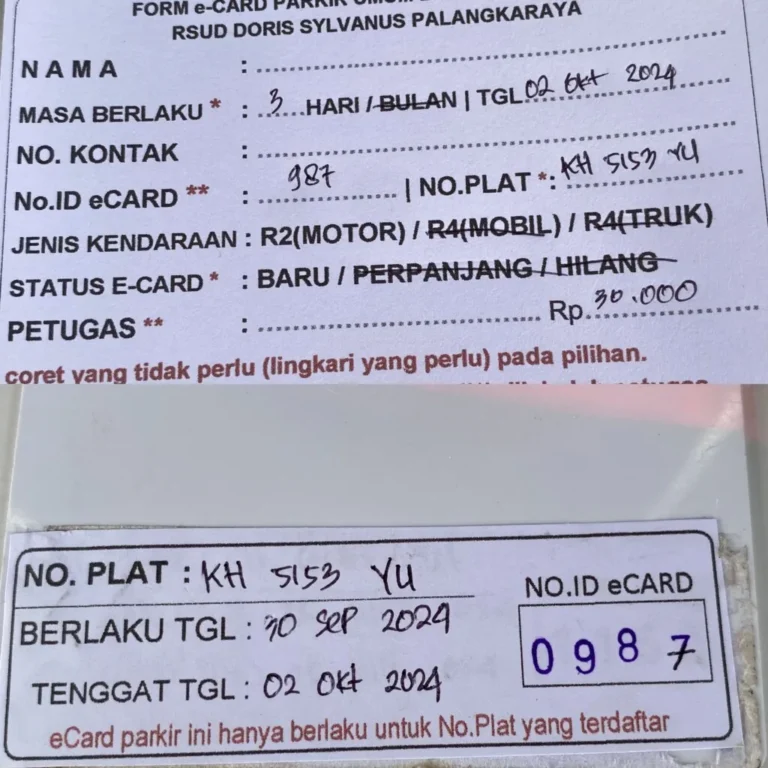 FORM e-CARD PARKIR
RSUD DORIS SYLVANUS PALANGKARAYA
NAMA :
MASA BERLAKU * : 3 HARI / BULAN | TGL 02 Okt 2024
NO. KONTAK :
No.ID eCARD ** : 987 | NO.PLAT *: KH 5153 YU
JENIS KENDARAAN : R2(MOTOR) / R4(MOBIL) / R4(TRUK)
STATUS E-CARD * : BARU / PERPANJANG / HILANG
PETUGAS ** : Rp. 30.000
coret yang tidak perlu (lingkari yang perlu) pada pilihan.
NO. PLAT : KH 5153 YU
BERLAKU TGL : 30 SEP 2024
TENGGAT TGL : 02 Okt 2024
NO.ID eCARD
0987
eCard parkir ini hanya berlaku untuk No.Plat yang terdaftar